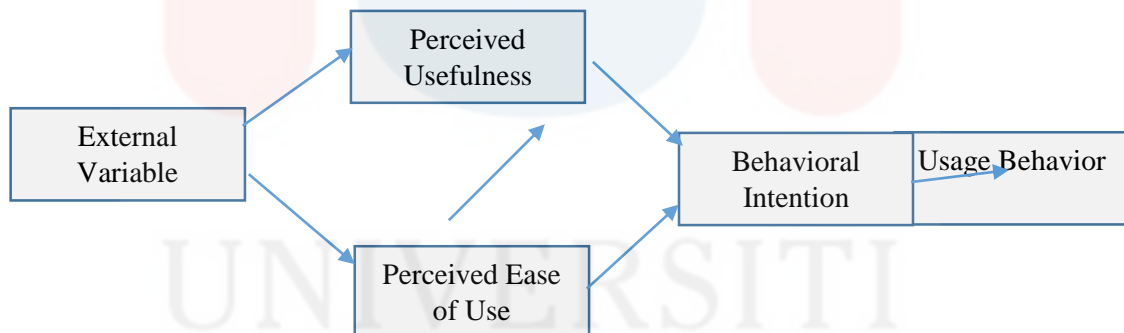 Perceived
Usefulness
External
Variable
Behavioral
Intention
Usage Behavior
Perceived Ease
of Use
UNIVERSITI